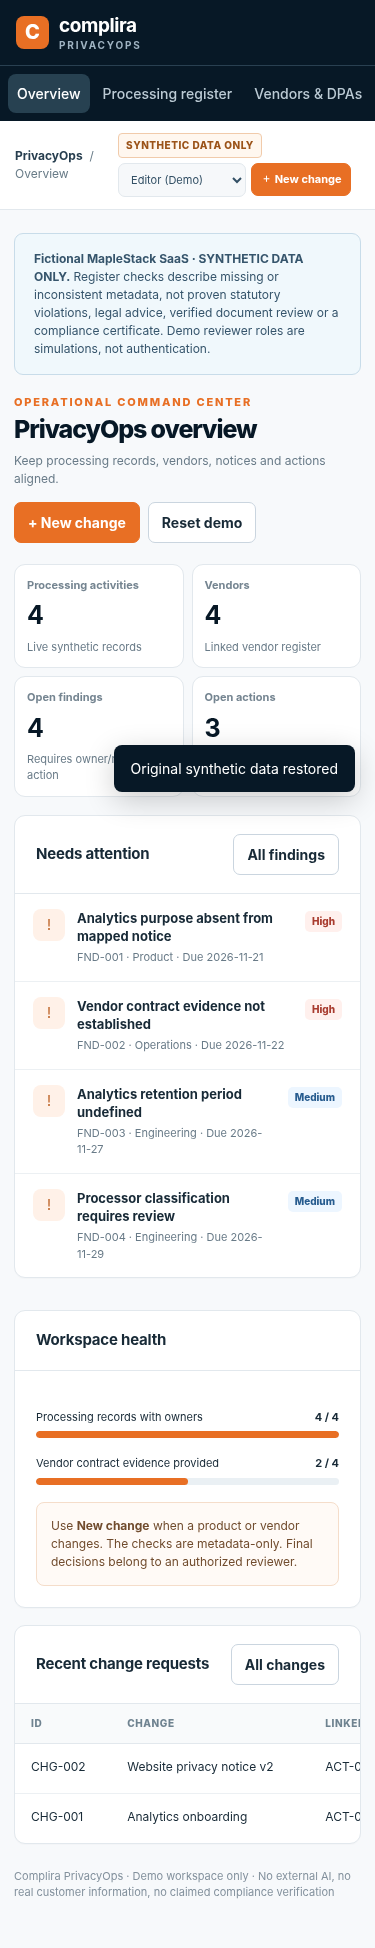 C complira
PRIVACYOPS
Overview Processing register Vendors & DPAs
PrivacyOps /
Overview
SYNTHETIC DATA ONLY
Editor (Demo) + New change
Fictional MapleStack SaaS · SYNTHETIC DATA
ONLY. Register checks describe missing or
inconsistent metadata, not proven statutory
violations, legal advice, verified document review or a
compliance certificate. Demo reviewer roles are
simulations, not authentication.
OPERATIONAL COMMAND CENTER
PrivacyOps overview
Keep processing records, vendors, notices and actions
aligned.
+ New change Reset demo
Processing activities
4
Live synthetic records
Vendors
4
Linked vendor register
Open findings
4
Requires owner/
action
Open actions
3
Original synthetic data restored
Needs attention All findings
! Analytics purpose absent from
mapped notice
FND-001 · Product · Due 2026-11-21
High
! Vendor contract evidence not
established
FND-002 · Operations · Due 2026-11-22
High
! Analytics retention period
undefined
FND-003 · Engineering · Due 2026-
11-27
Medium
! Processor classification
requires review
FND-004 · Engineering · Due 2026-
11-29
Medium
Workspace health
Processing records with owners 4 / 4
Vendor contract evidence provided 2 / 4
Use New change when a product or vendor
changes. The checks are metadata-only. Final
decisions belong to an authorized reviewer.
Recent change requests All changes
ID CHANGE
CHG-002 Website privacy notice v2
CHG-001 Analytics onboarding
Complira PrivacyOps · Demo workspace only · No external AI, no
real customer information, no claimed compliance verification